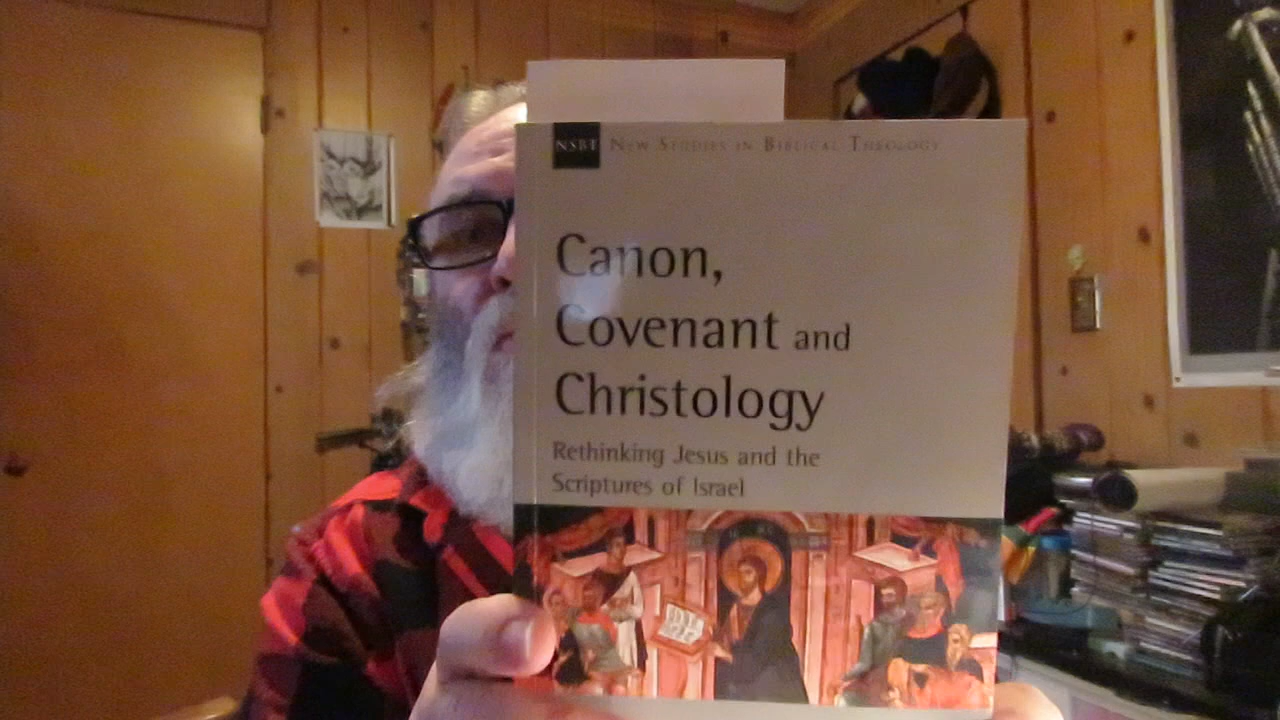 NSBT New Studies in Biblical Theology
Canon,
Covenant and
Christology
Rethinking Jesus and the
Scriptures of Israel